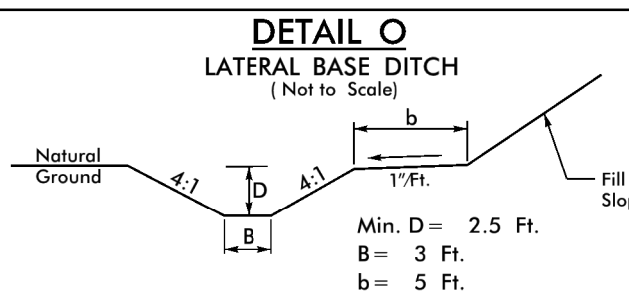 DETAIL O
LATERAL BASE DITCH
( Not to Scale)
b
Natural
Ground
4:1
D
4:1
1"/Ft.
Fill
B
Min. D = 2.5 Ft.
B = 3 Ft.
b = 5 Ft.